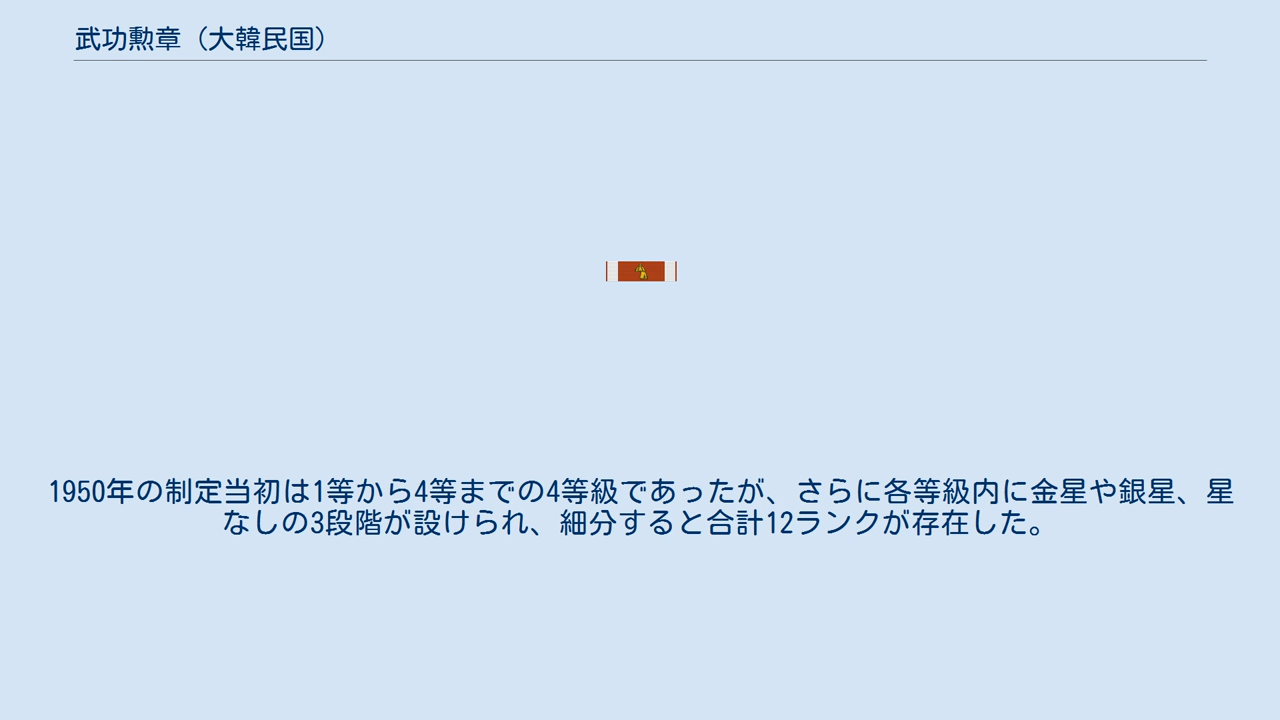 武功勲章（大韓民国）
1950年の制定当初は1等から4等までの4等級であったが、さらに各等級内に金星や銀星、星
なしの3段階が設けられ、細分すると合計12ランクが存在した。